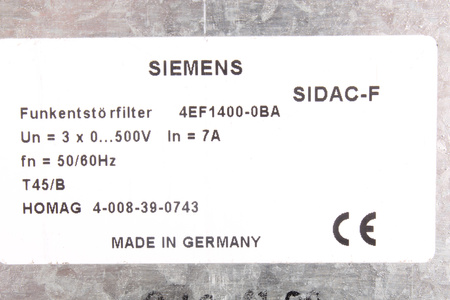 SIEMENS
SIDAC-F
Funkentstörfilter 4EF1400-0BA
Un = 3 x 0...500V In = 7A
fn = 50/60Hz
T45/B
HOMAG 4-008-39-0743
CE
MADE IN GERMANY